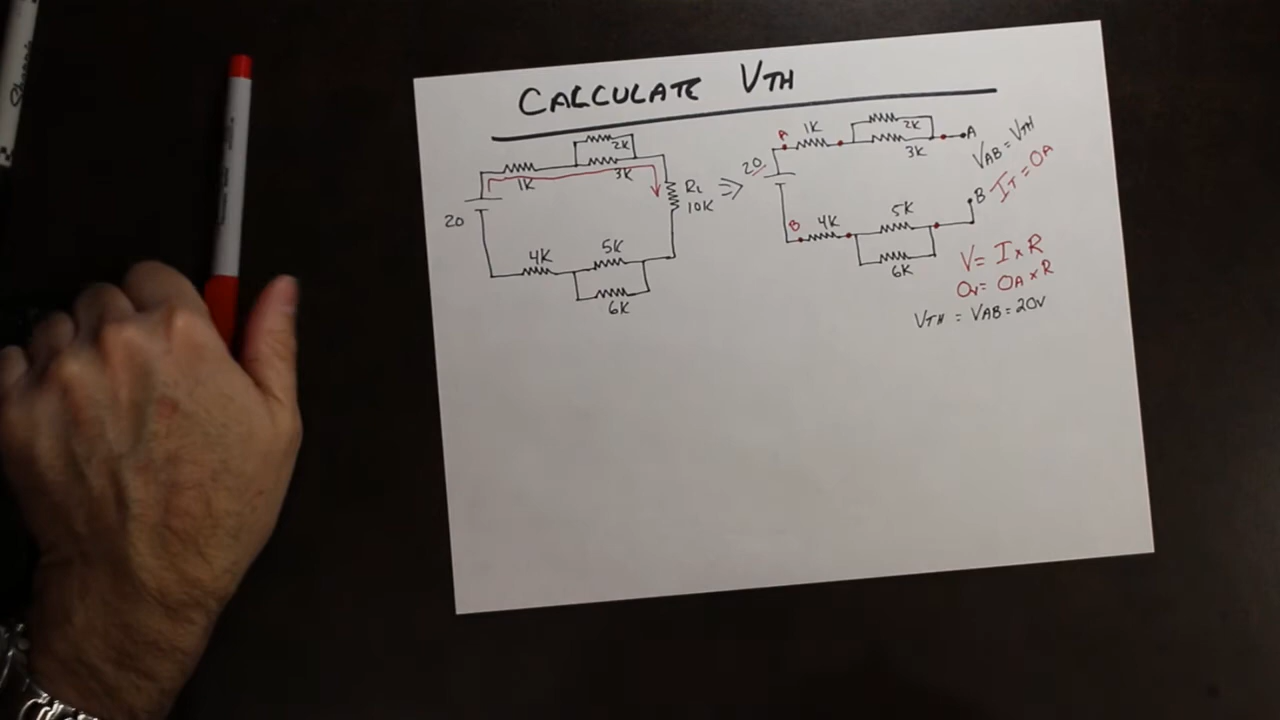 Sharpie
CALCULATE VTH
2K
1K
3K
RL
10K
20
4K
5K
6K
A
1K
2K
3K
A
20
VAB = VTH
IT = 0A
B
B
4K
5K
6K
V = I x R
0v = 0A x R
VTH = VAB = 20V